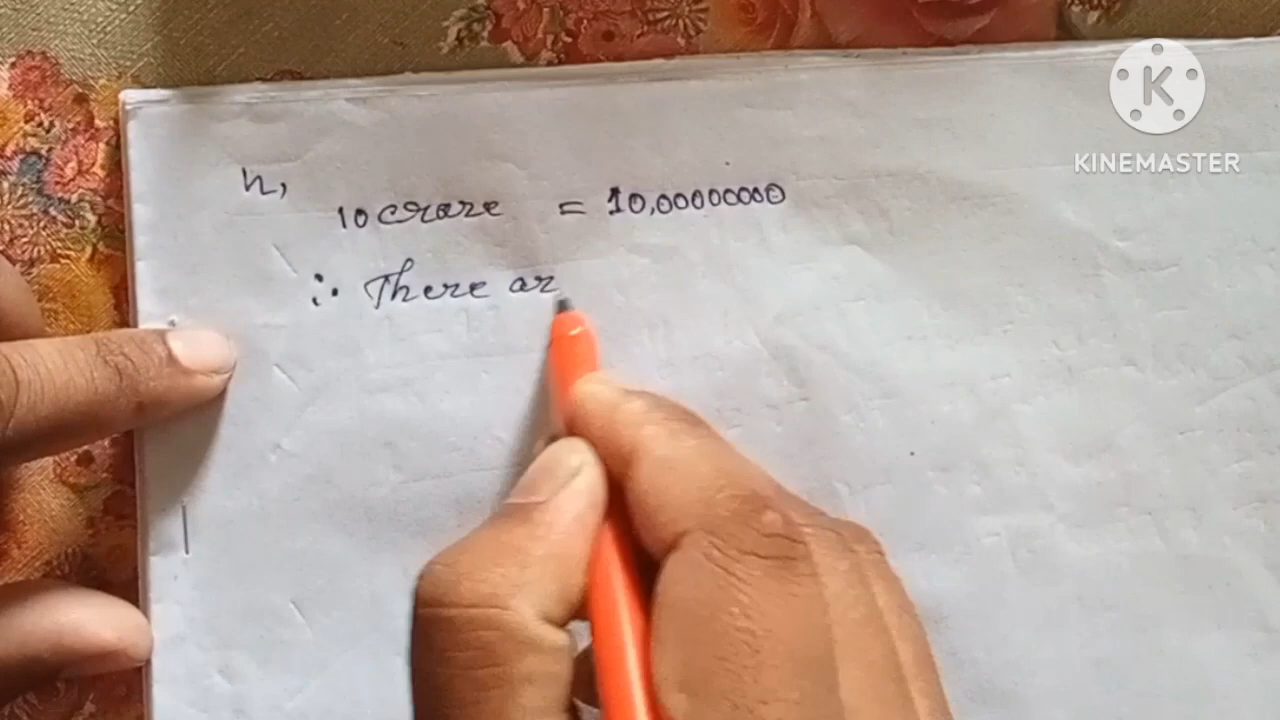 K
KINEMASTER
n,
10 crore = 10,00000000
∴ There ar